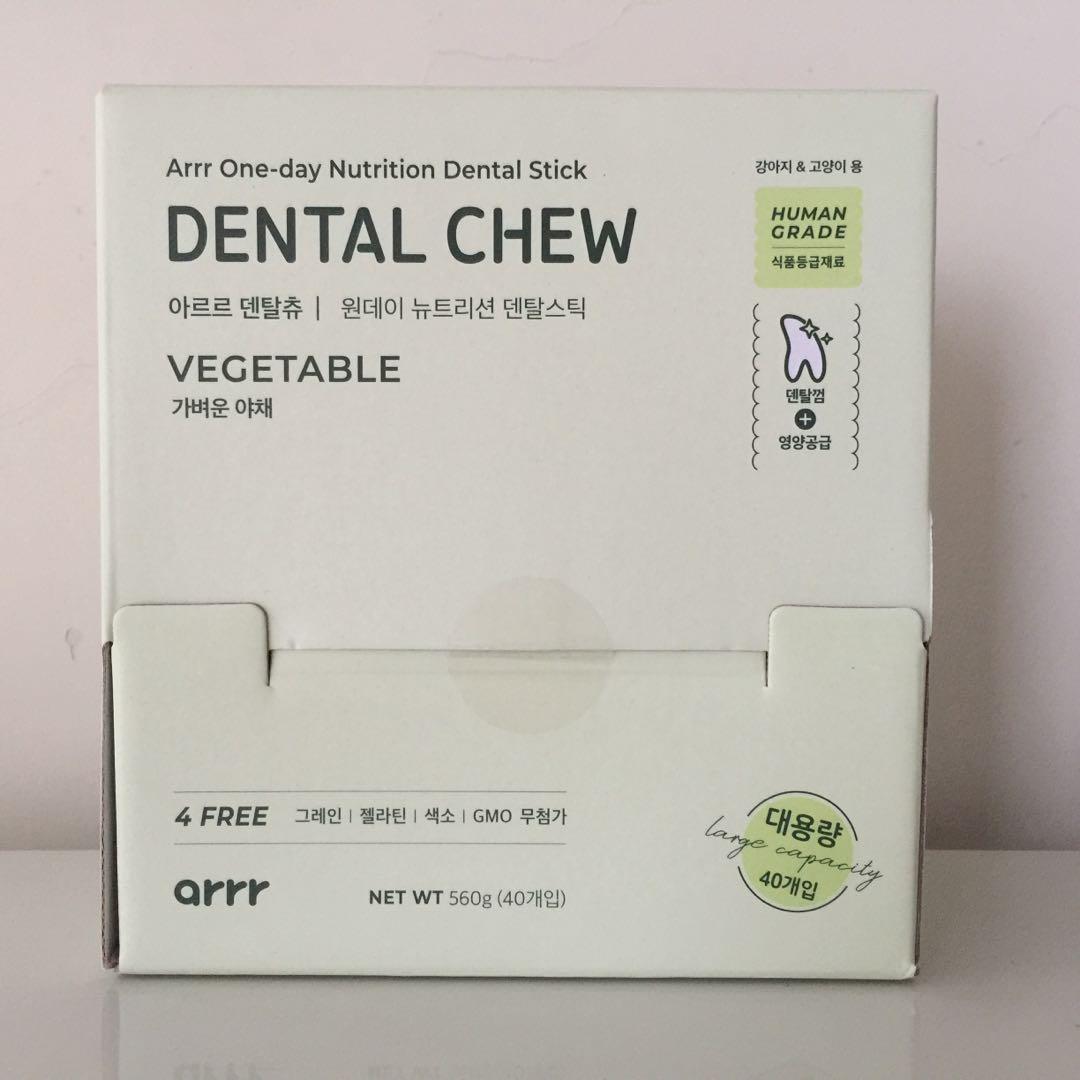 Arrr One-day Nutrition Dental Stick
DENTAL CHEW
아르르 덴탈츄 | 원데이 뉴트리션 덴탈스틱
VEGETABLE
가벼운 야채
강아지 & 고양이 용
HUMAN
GRADE
식품등급재료
덴탈껌
+
영양공급
4 FREE 그레인 | 젤라틴 | 색소 | GMO 무첨가
arrr NET WT 560g (40개입)
대용량
large capacity
40개입